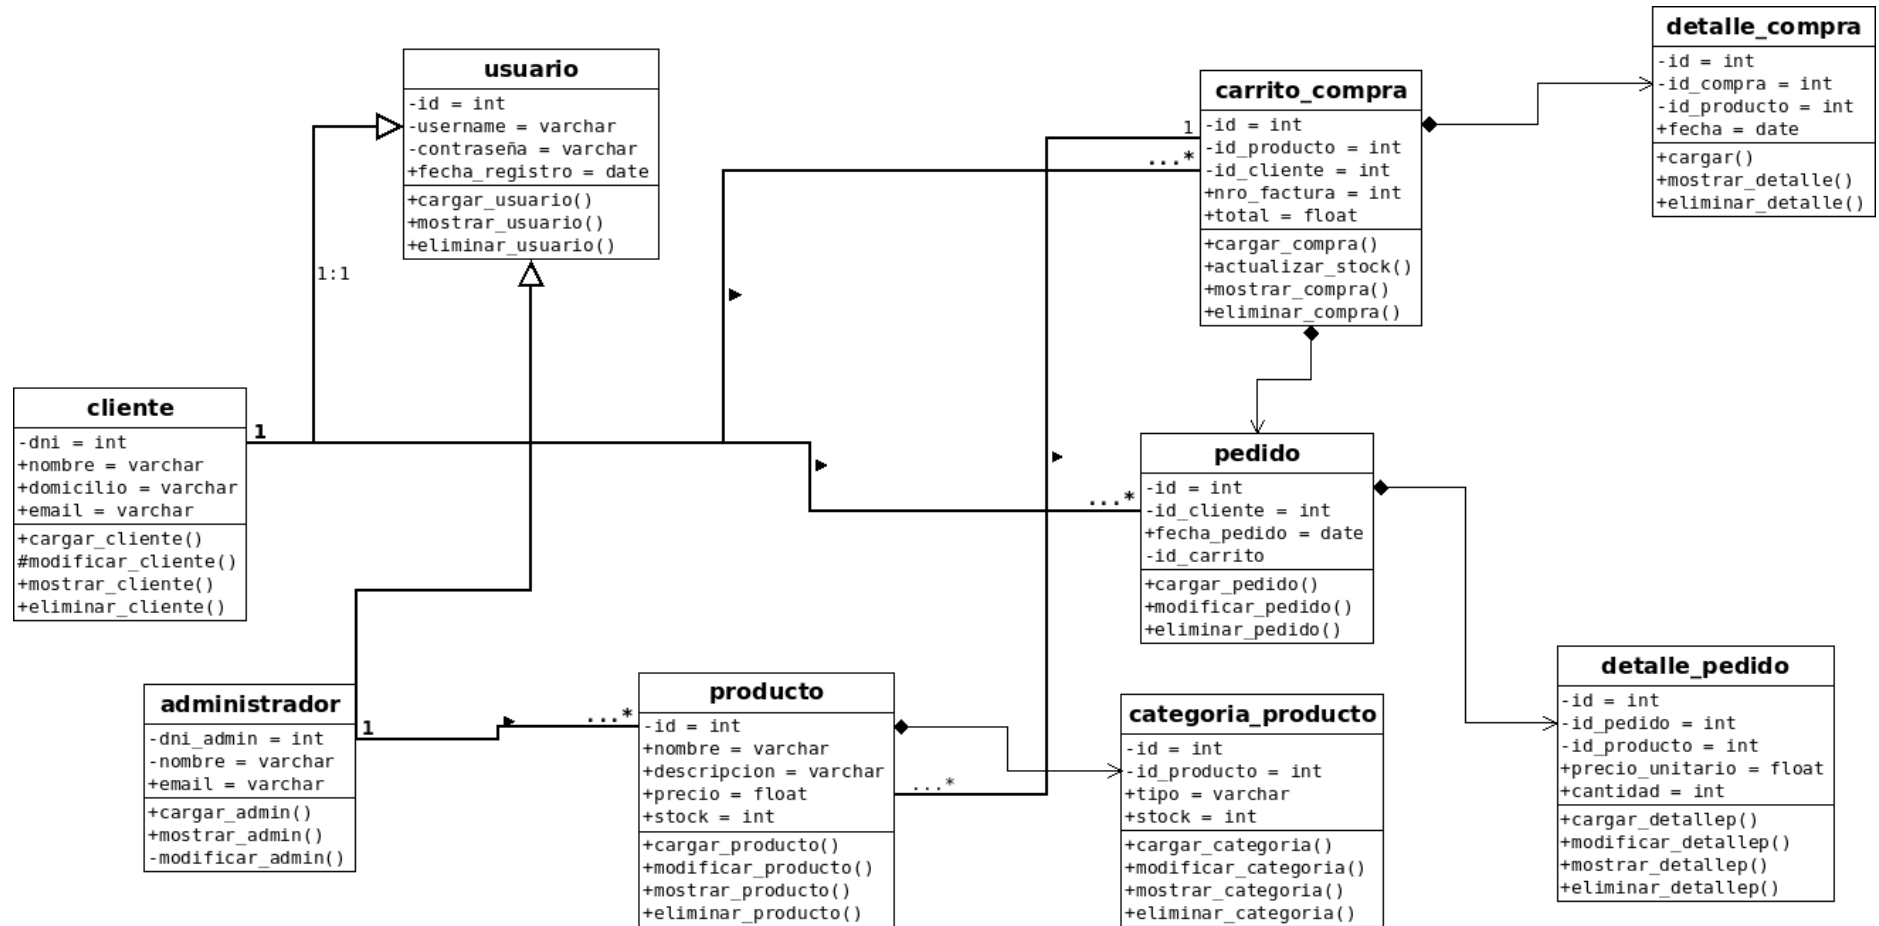 usuario
-id = int
-username = varchar
-contraseña = varchar
+fecha_registro = date
+cargar_usuario()
+mostrar_usuario()
+eliminar_usuario()
1:1
cliente
-dni = int
+nombre = varchar
+domicilio = varchar
+email = varchar
+cargar_cliente()
#modificar_cliente()
+mostrar_cliente()
+eliminar_cliente()
1
administrador
-dni_admin = int
-nombre = varchar
+email = varchar
+cargar_admin()
+mostrar_admin()
-modificar_admin()
1
...*
producto
-id = int
+nombre = varchar
+descripcion = varchar
+precio = float
+stock = int
+cargar_producto()
+modificar_producto()
+mostrar_producto()
+eliminar_producto()
...*
categoria_producto
-id = int
-id_producto = int
+tipo = varchar
+stock = int
+cargar_categoria()
+modificar_categoria()
+mostrar_categoria()
+eliminar_categoria()
1
...*
carrito_compra
-id = int
-id_producto = int
-id_cliente = int
+nro_factura = int
+total = float
+cargar_compra()
+actualizar_stock()
+mostrar_compra()
+eliminar_compra()
detalle_compra
-id = int
-id_compra = int
-id_producto = int
+fecha = date
+cargar()
+mostrar_detalle()
+eliminar_detalle()
...*
pedido
-id = int
-id_cliente = int
+fecha_pedido = date
-id_carrito
+cargar_pedido()
+modificar_pedido()
+eliminar_pedido()
detalle_pedido
-id = int
-id_pedido = int
-id_producto = int
+precio_unitario = float
+cantidad = int
+cargar_detallep()
+modificar_detallep()
+mostrar_detallep()
+eliminar_detallep()